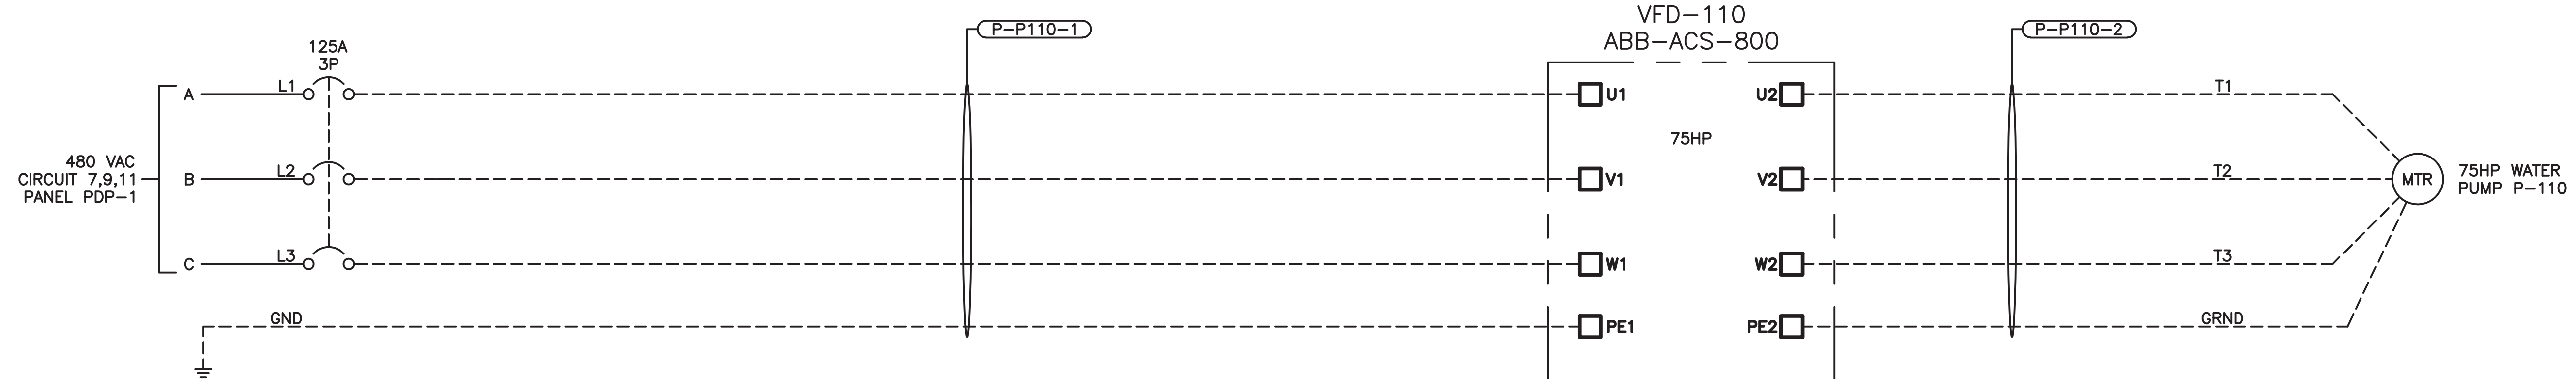 VFD-110
ABB-ACS-800
P-P110-1
P-P110-2
125A
3P
A
L1
U1
U2
T1
75HP
480 VAC
CIRCUIT 7,9,11
PANEL PDP-1
B
L2
V1
V2
T2
MTR
75HP WATER
PUMP P-110
C
L3
W1
W2
T3
GND
PE1
PE2
GRND